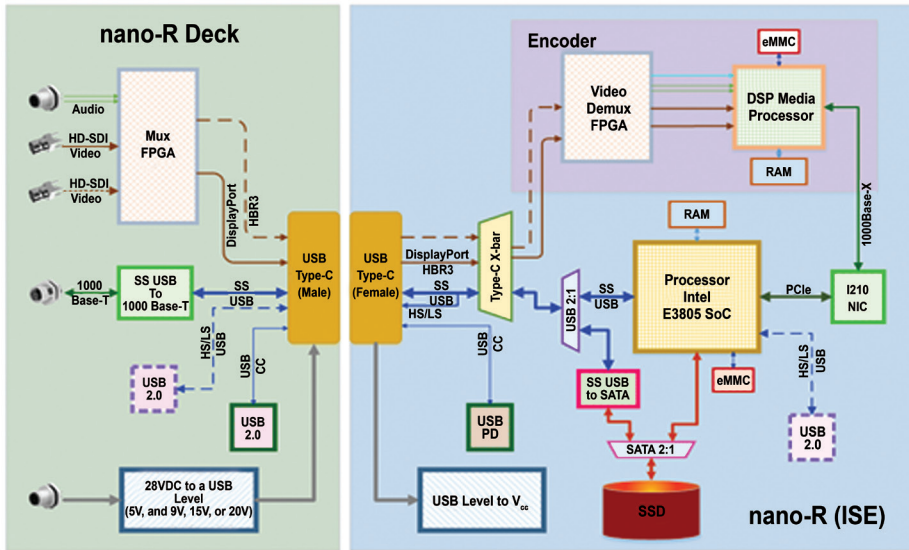 nano-R Deck
Audio
HD-SDI
Video
HD-SDI
Video
Mux
FPGA
DisplayPort
HBR3
1000
Base-T
SS USB
To
1000 Base-T
SS
USB
HS/LS
USB
USB
2.0
USB
CC
USB
2.0
28VDC to a USB
Level
(5V, and 9V, 15V, or 20V)
USB
Type-C
(Male)
USB
Type-C
(Female)
DisplayPort
HBR3
SS
USB
HS/LS
Type-C X-bar
USB
CC
USB
PD
USB Level to Vcc
Encoder
Video
Demux
FPGA
eMMC
DSP Media
Processor
RAM
1000Base-X
RAM
Processor
Intel
E3805 SoC
PCIe
I210
NIC
USB 2:1
SS
USB
SS USB
to SATA
eMMC
HS/LS
USB
USB
2.0
SATA 2:1
SSD
nano-R (ISE)